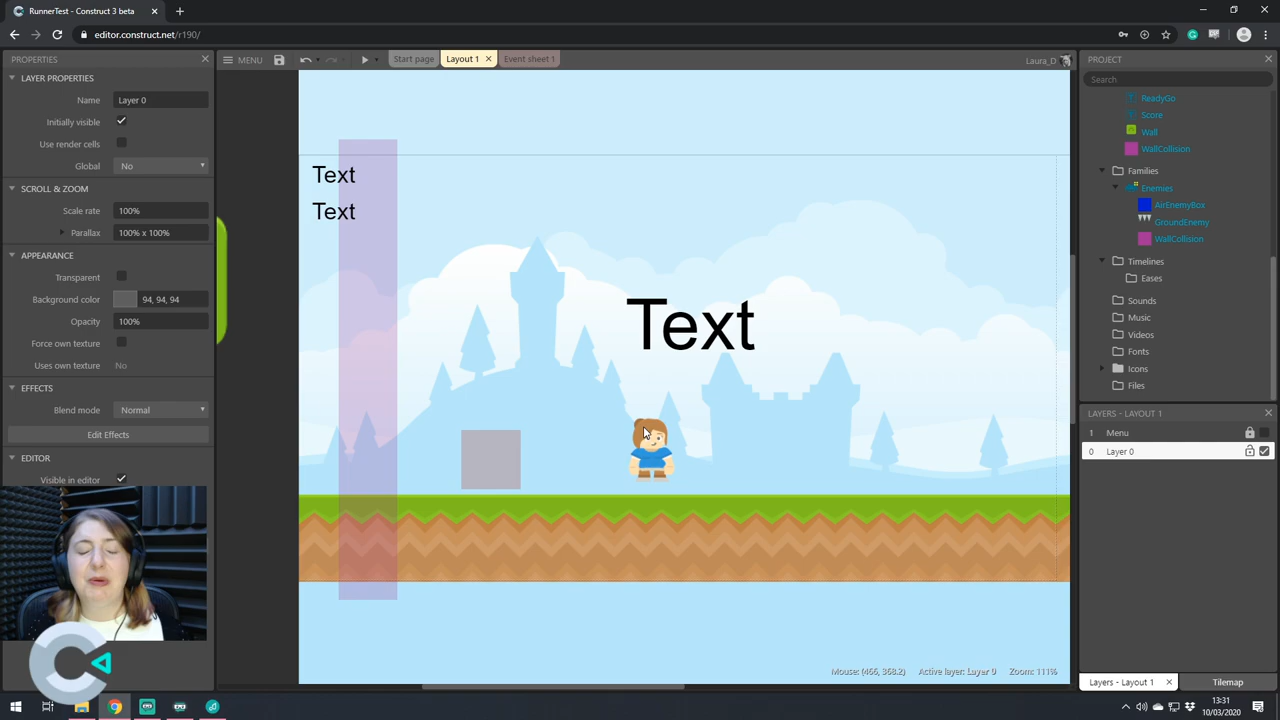 RunnerTest - beta
editor.construct.net/r190/
PROPERTIES
LAYER PROPERTIES
Name Layer 0
Initially visible
Use render cells
Global No
SCROLL & ZOOM
Scale rate 100%
Parallax 100% x 100%
APPEARANCE
Transparent
Background color 94, 94, 94
Opacity 100%
Force own texture
Uses own texture No
EFFECTS
Blend mode Normal
Edit Effects
EDITOR
Visible in editor
MENU
Start page
Layout 1
Event sheet 1
Laura_D
Text
Text
Text
Mouse: (466, 368.2) Active layer: Layer 0 Zoom: 111%
PROJECT
Search
ReadyGo
Score
Wall
WallCollision
Families
Enemies
AirEnemyBox
GroundEnemy
WallCollision
Timelines
Eases
Sounds
Music
Videos
Fonts
Icons
Files
LAYERS - LAYOUT 1
1 Menu
0 Layer 0
Layers - Layout 1
Tilemap
13:31
10/03/2020